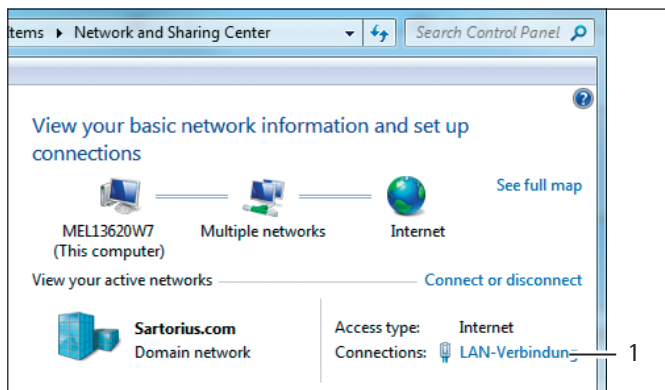 tems ▸ Network and Sharing Center
Search Control Panel
View your basic network information and set up
connections
See full map
MEL13620W7
(This computer)
Multiple networks
Internet
View your active networks
Connect or disconnect
Sartorius.com
Domain network
Access type: Internet
Connections: LAN-Verbindung
1